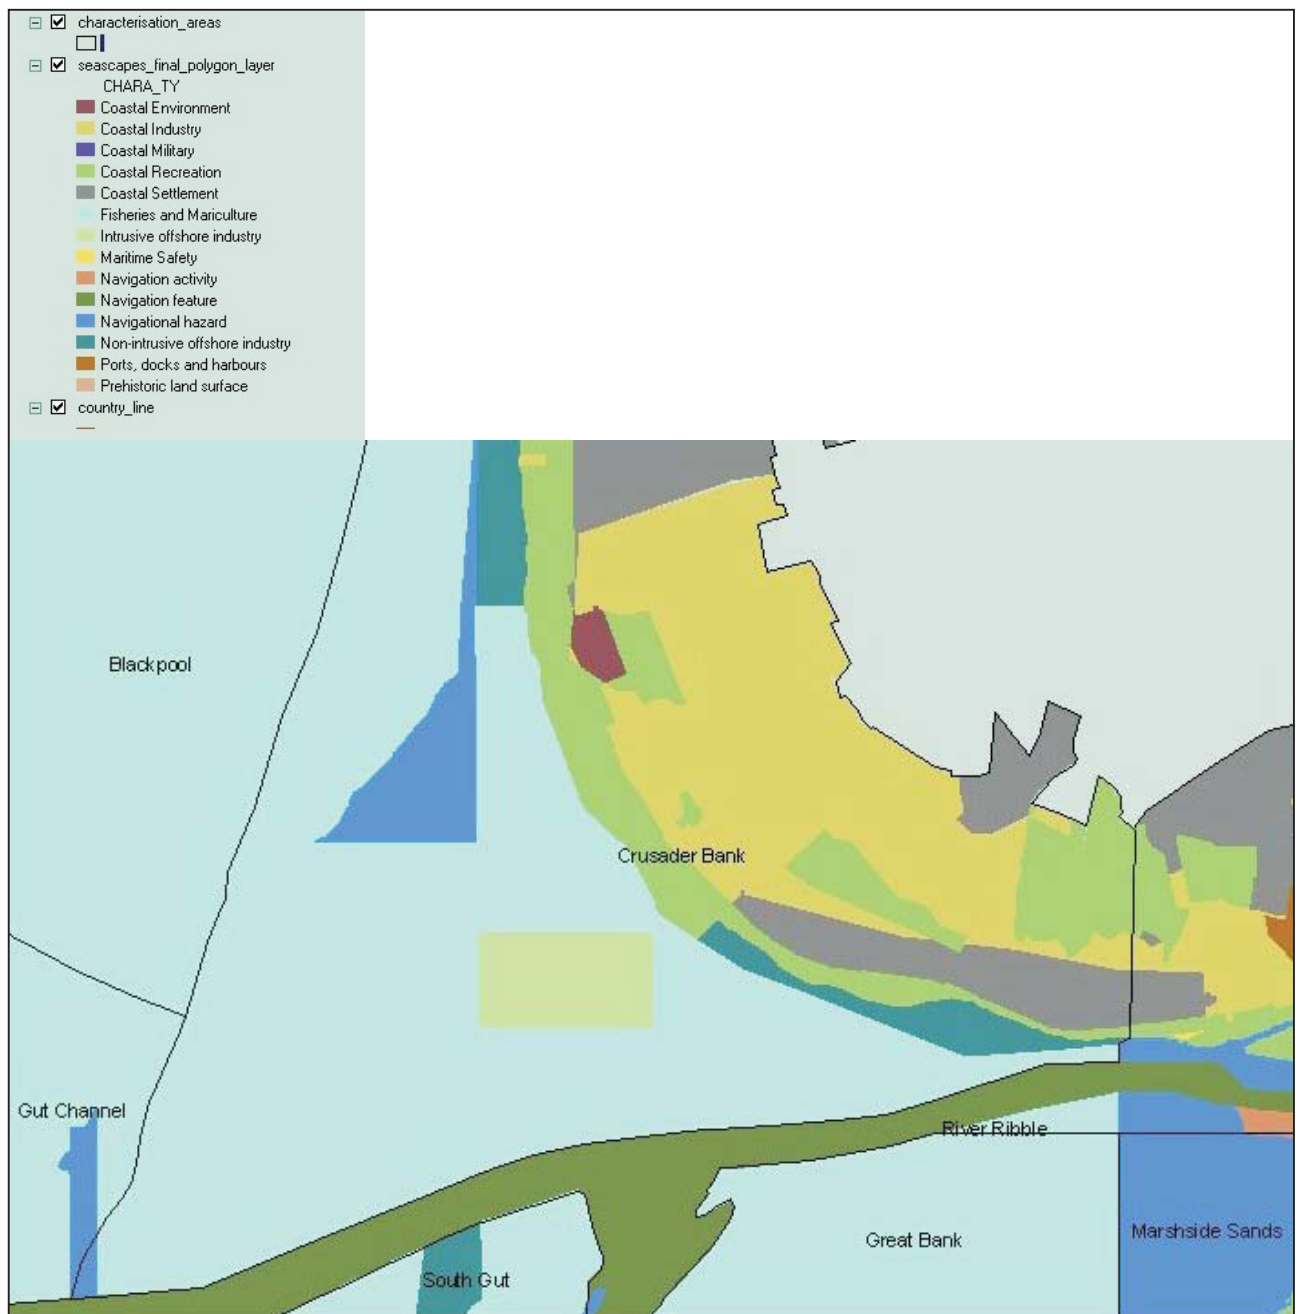 characterisation_areas
seascapes_final_polygon_layer
CHARA_TY
Coastal Environment
Coastal Industry
Coastal Military
Coastal Recreation
Coastal Settlement
Fisheries and Mariculture
Intrusive offshore industry
Maritime Safety
Navigation activity
Navigation feature
Navigational hazard
Non-intrusive offshore industry
Ports, docks and harbours
Prehistoric land surface
country_line
Blackpool
Crusader Bank
Gut Channel
River Ribble
Marshside Sands
Great Bank
South Gut